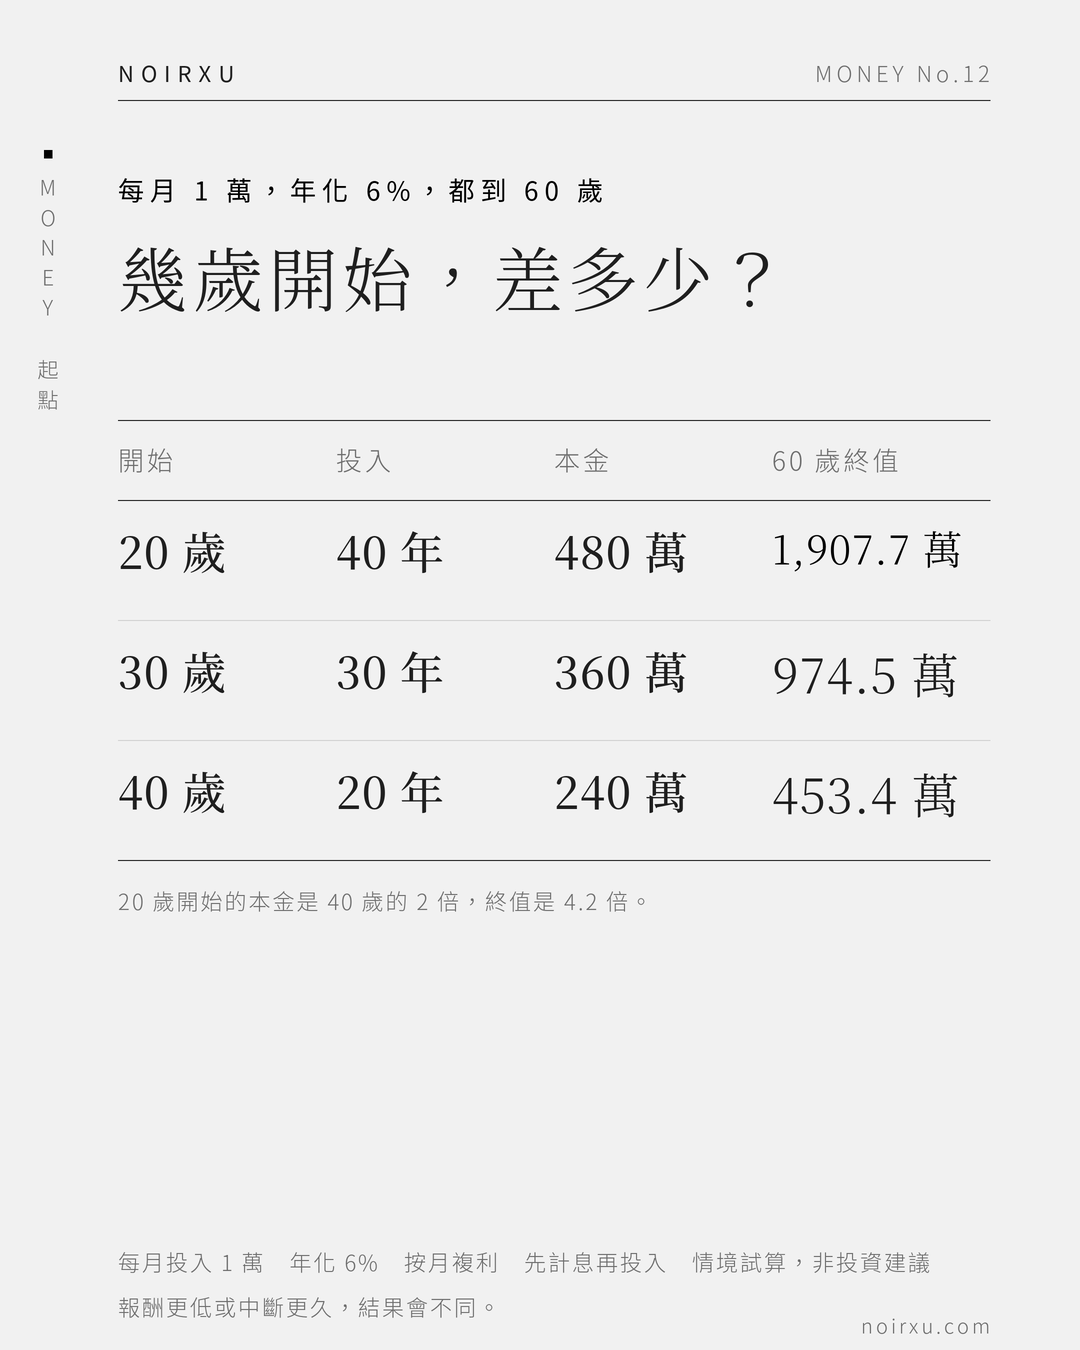 NOIRXU
MONEY No.12
MONEY 起點
每月 1 萬，年化 6%，都到 60 歲
幾歲開始，差多少？
開始 投入 本金 60 歲終值
20 歲 40 年 480 萬 1,907.7 萬
30 歲 30 年 360 萬 974.5 萬
40 歲 20 年 240 萬 453.4 萬
20 歲開始的本金是 40 歲的 2 倍，終值是 4.2 倍。
每月投入 1 萬　年化 6%　按月複利　先計息再投入　情境試算，非投資建議
報酬更低或中斷更久，結果會不同。
noirxu.com